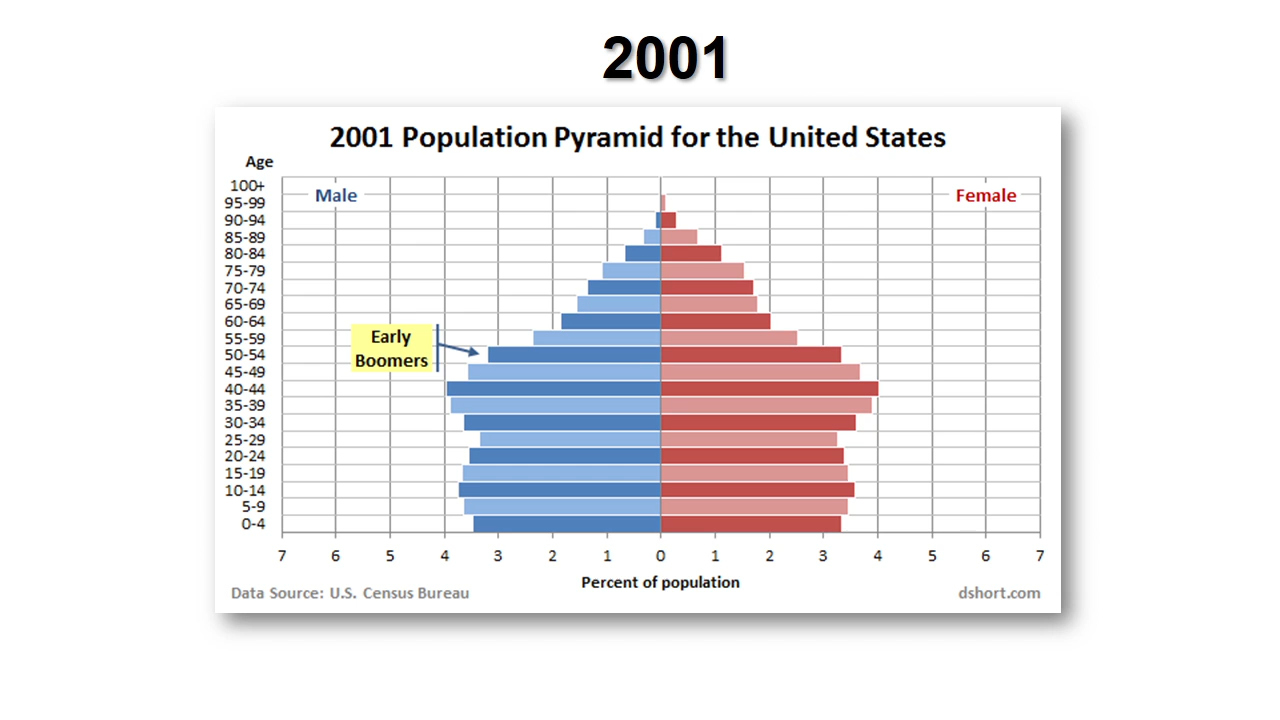 2001
2001 Population Pyramid for the United States
Age
100+
Male
Female
95-99
90-94
85-89
80-84
75-79
70-74
65-69
60-64
55-59
50-54
45-49
40-44
35-39
30-34
25-29
20-24
15-19
10-14
5-9
0-4
Early
Boomers
7 6 5 4 3 2 1 0 1 2 3 4 5 6 7
Percent of population
Data Source: U.S. Census Bureau
dshort.com